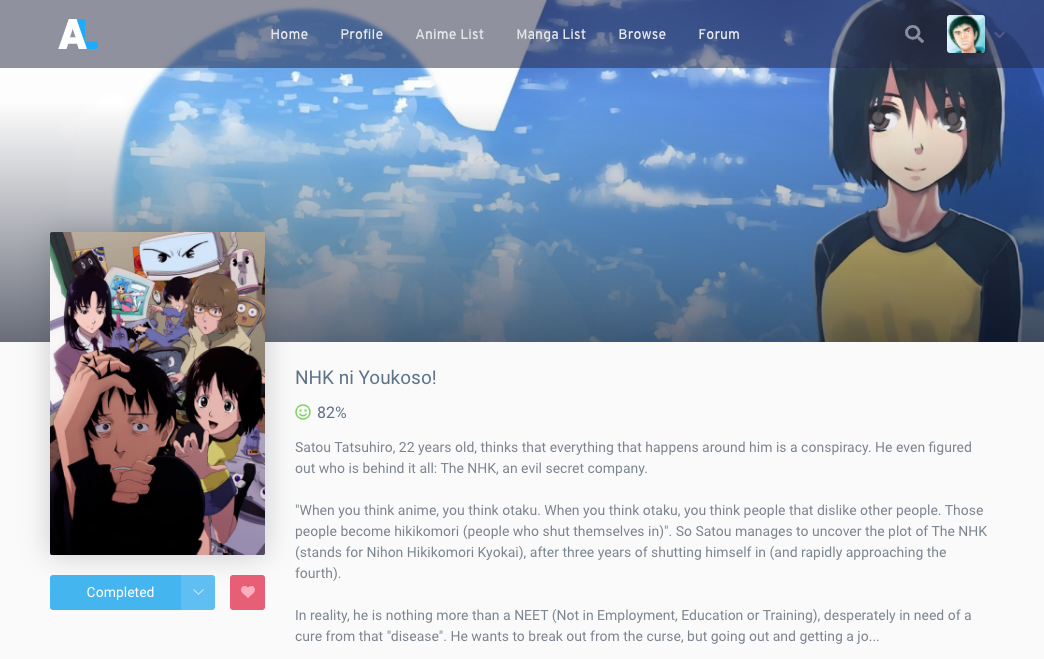 AL
Home Profile Anime List Manga List Browse Forum
NHK ni Youkoso!
82%
Satou Tatsuhiro, 22 years old, thinks that everything that happens around him is a conspiracy. He even figured
out who is behind it all: The NHK, an evil secret company.
"When you think anime, you think otaku. When you think otaku, you think people that dislike other people. Those
people become hikikomori (people who shut themselves in)". So Satou manages to uncover the plot of The NHK
(stands for Nihon Hikikomori Kyokai), after three years of shutting himself in (and rapidly approaching the
fourth).
In reality, he is nothing more than a NEET (Not in Employment, Education or Training), desperately in need of a
cure from that "disease". He wants to break out from the curse, but going out and getting a jo...
Completed